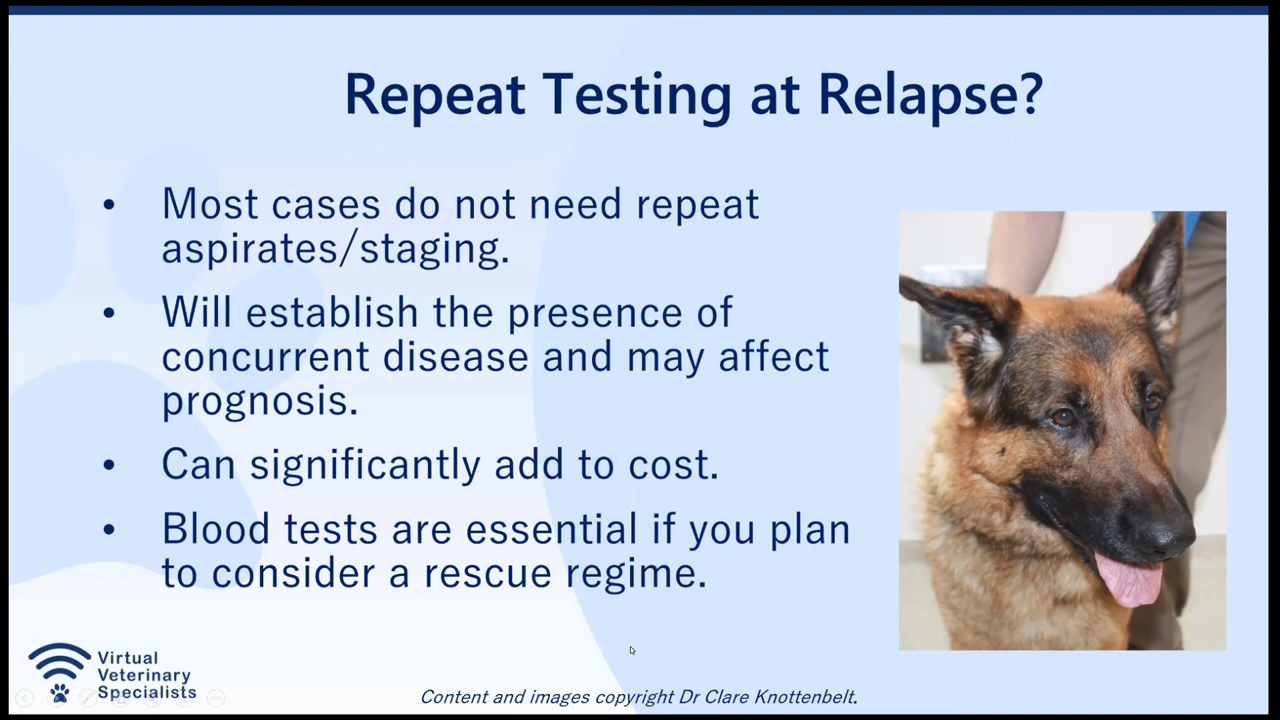 Repeat Testing at Relapse?
• Most cases do not need repeat
aspirates/staging.
• Will establish the presence of
concurrent disease and may affect
prognosis.
• Can significantly add to cost.
• Blood tests are essential if you plan
to consider a rescue regime.
Virtual
Veterinary
Specialists
Content and images copyright Dr Clare Knottenbelt.